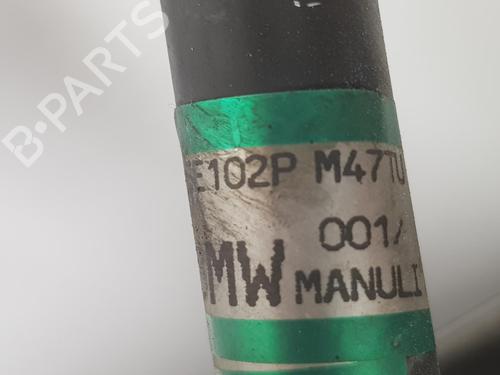 B-PARTS
E102P M47TU
001/
MW MANULI